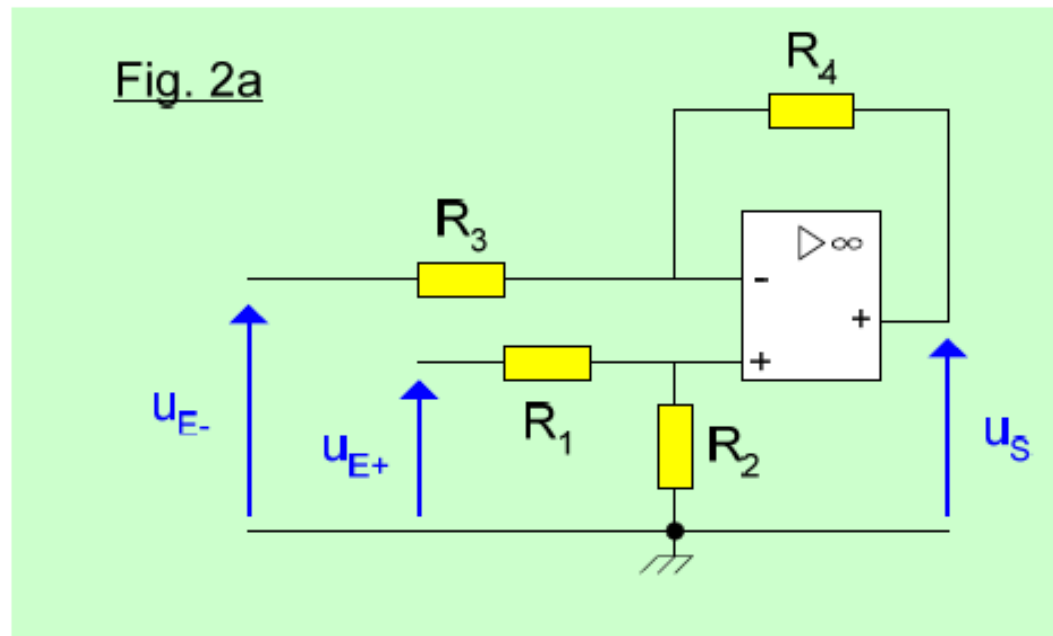 Fig. 2a
R4
R3
▷∞
-
+
+
R1
R2
uE-
uE+
uS